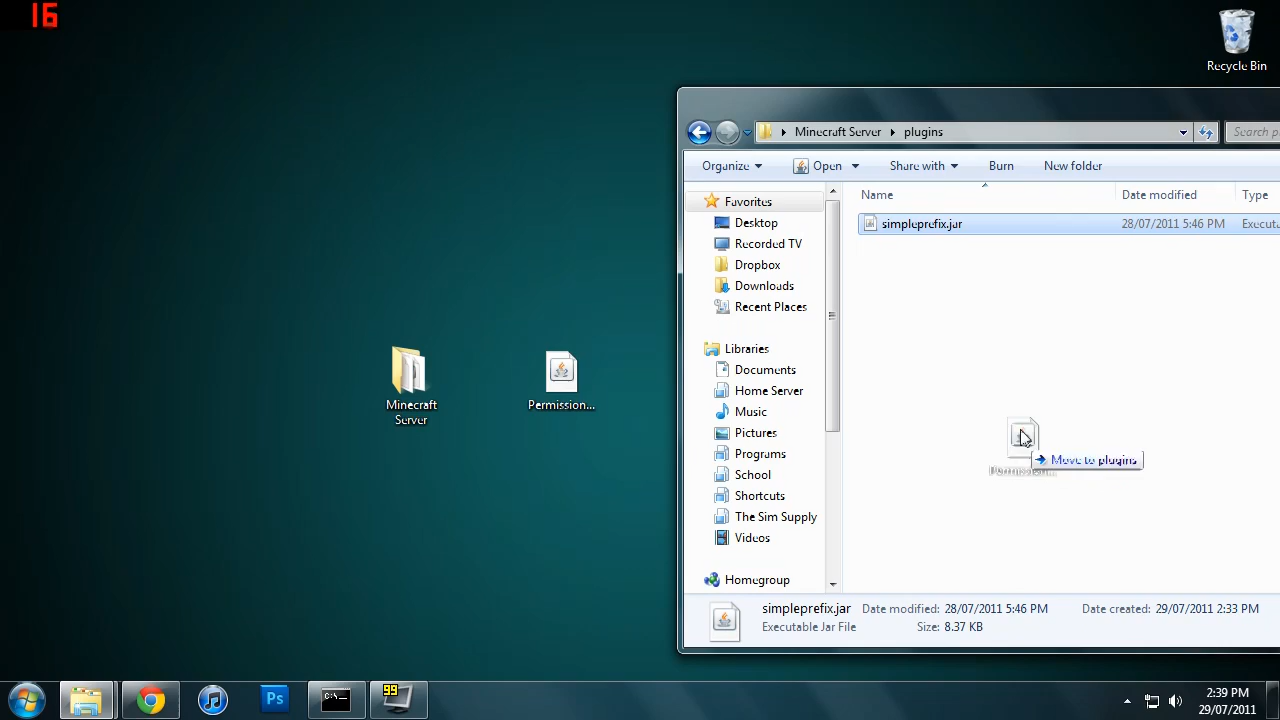 16
Recycle Bin
Minecraft Server
plugins
Search p
Organize
Open
Share with
Burn
New folder
Name
Date modified
Type
Favorites
simpleprefix.jar
28/07/2011 5:46 PM
Executa
Desktop
Recorded TV
Dropbox
Downloads
Recent Places
Libraries
Documents
Home Server
Music
Pictures
Programs
School
Shortcuts
The Sim Supply
Videos
Homegroup
Minecraft
Server
Permission...
Move to plugins
Permission...
simpleprefix.jar
Date modified: 28/07/2011 5:46 PM
Date created: 29/07/2011 2:33 PM
Executable Jar File
Size: 8.37 KB
Ps
C:\_
99
2:39 PM
29/07/2011